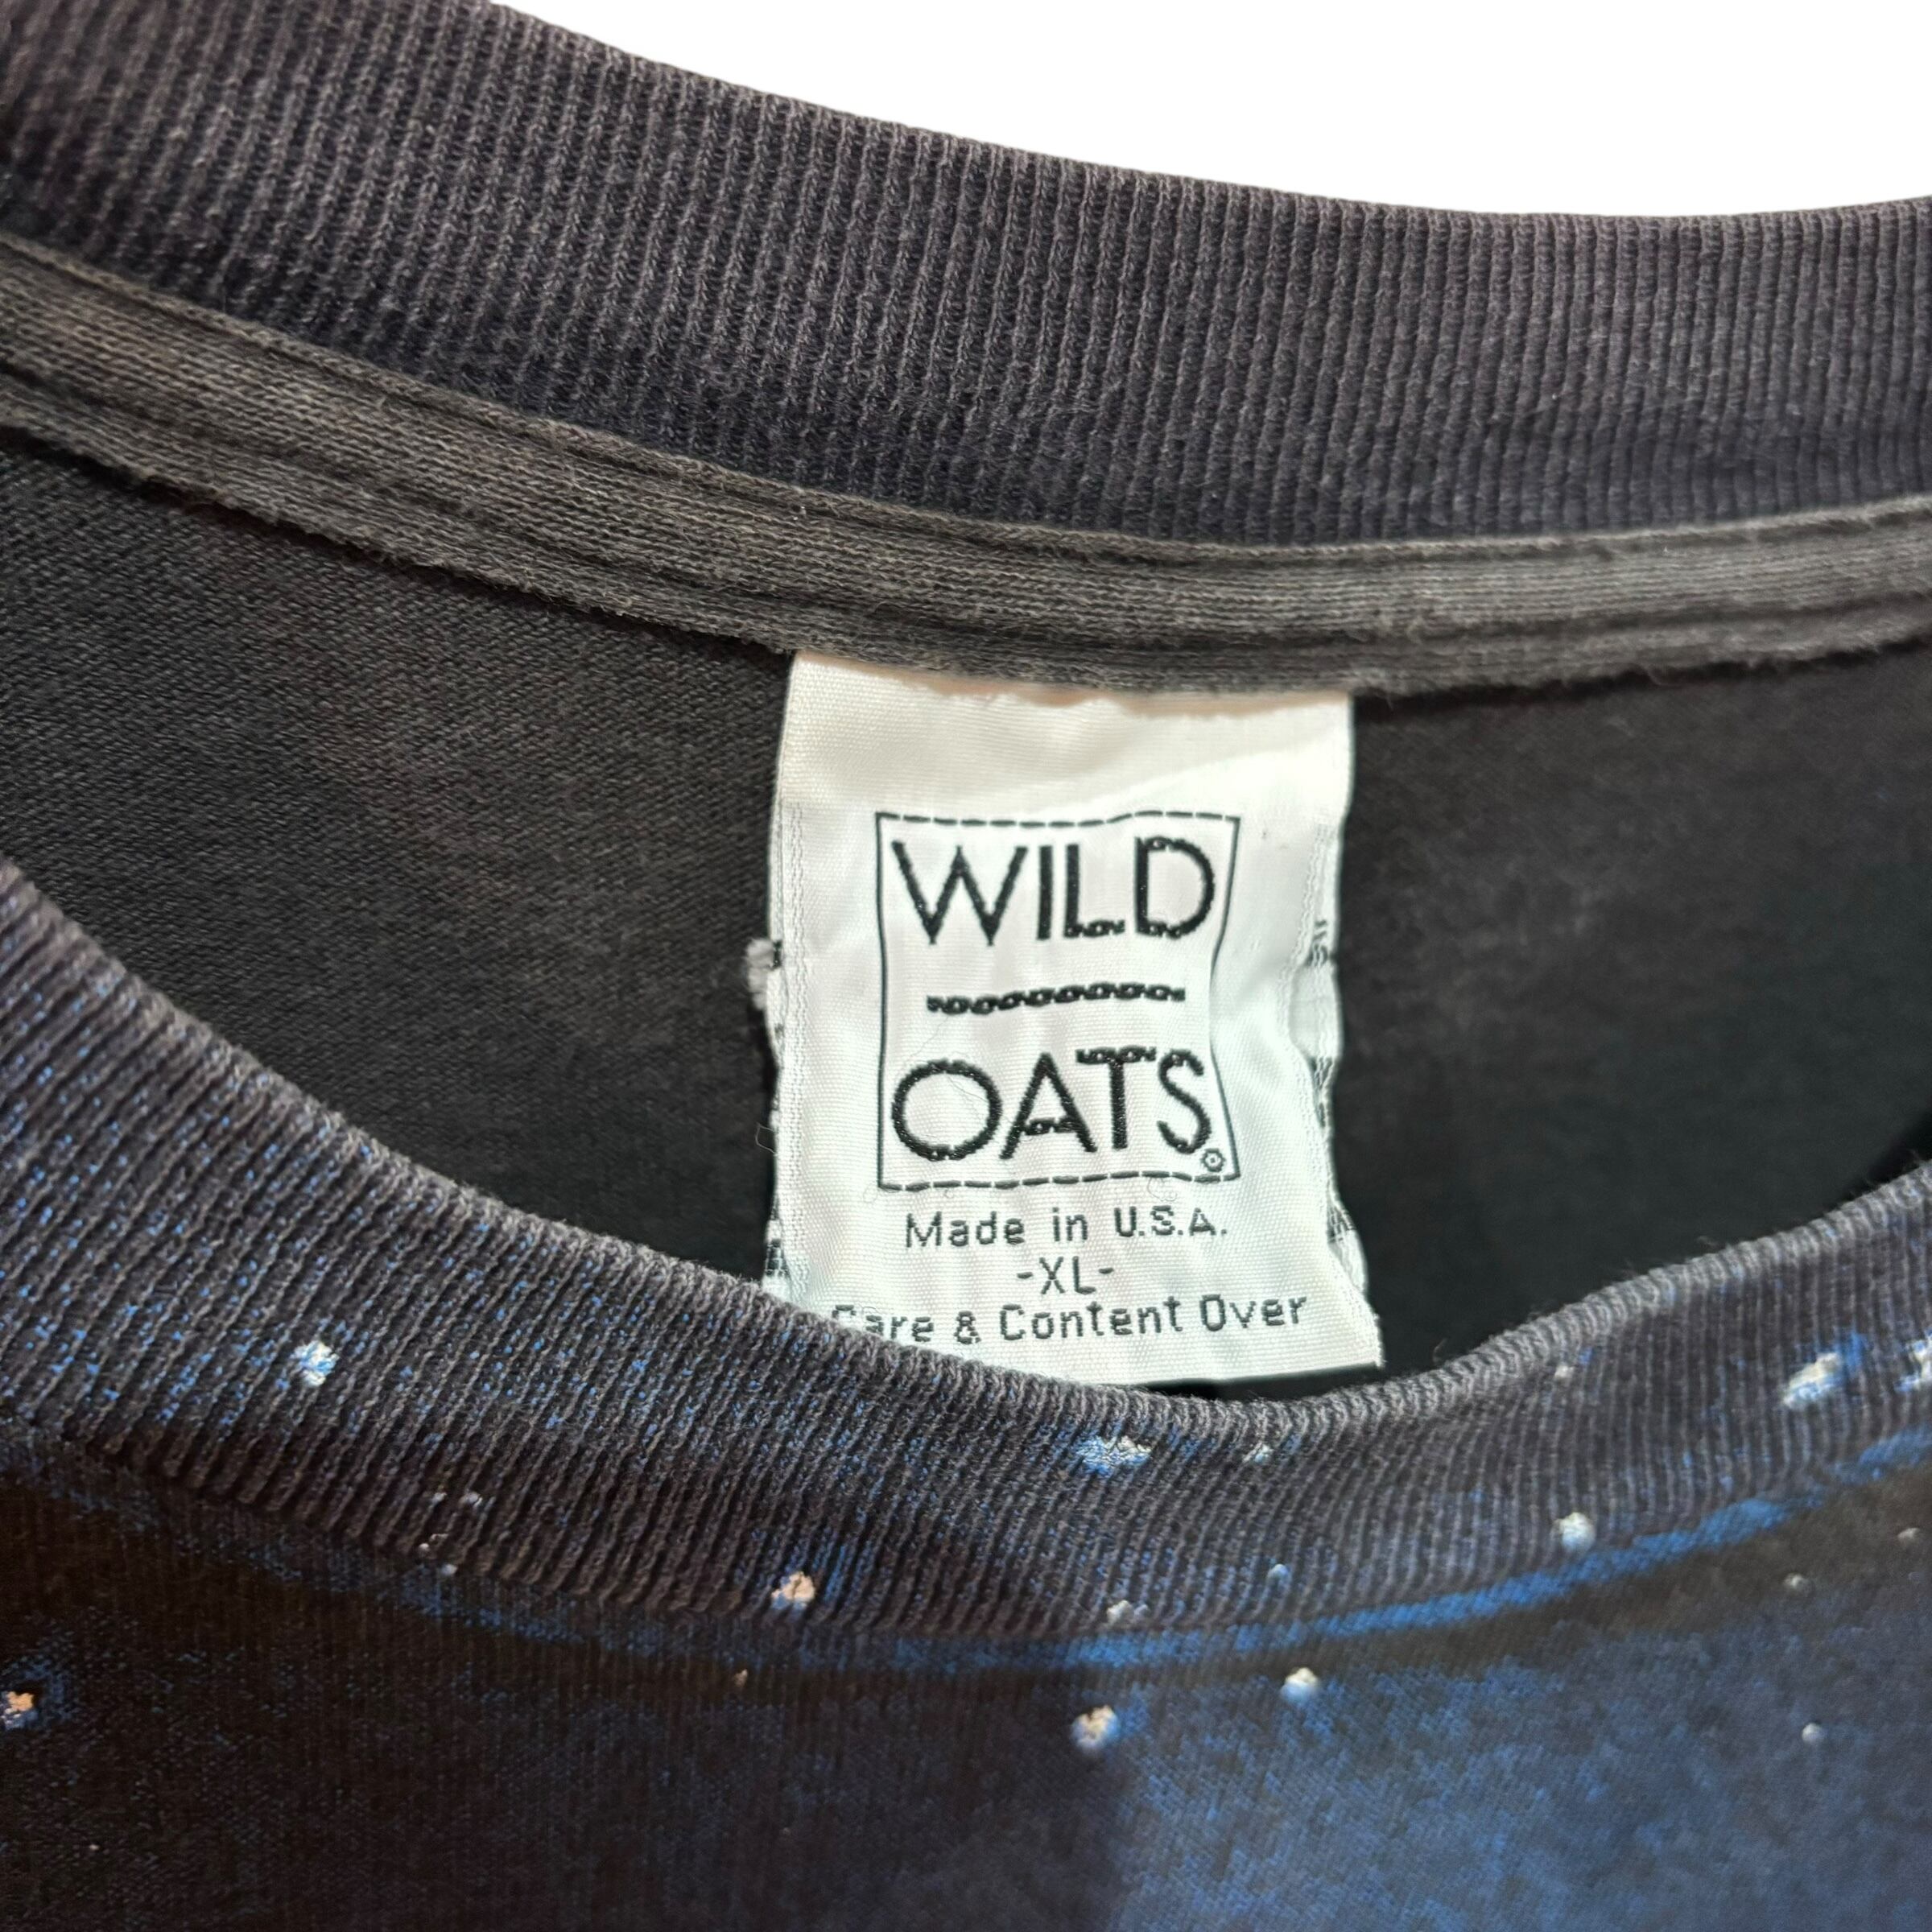 WILD
OATS®
Made in U.S.A.
-XL-
Care & Content Over